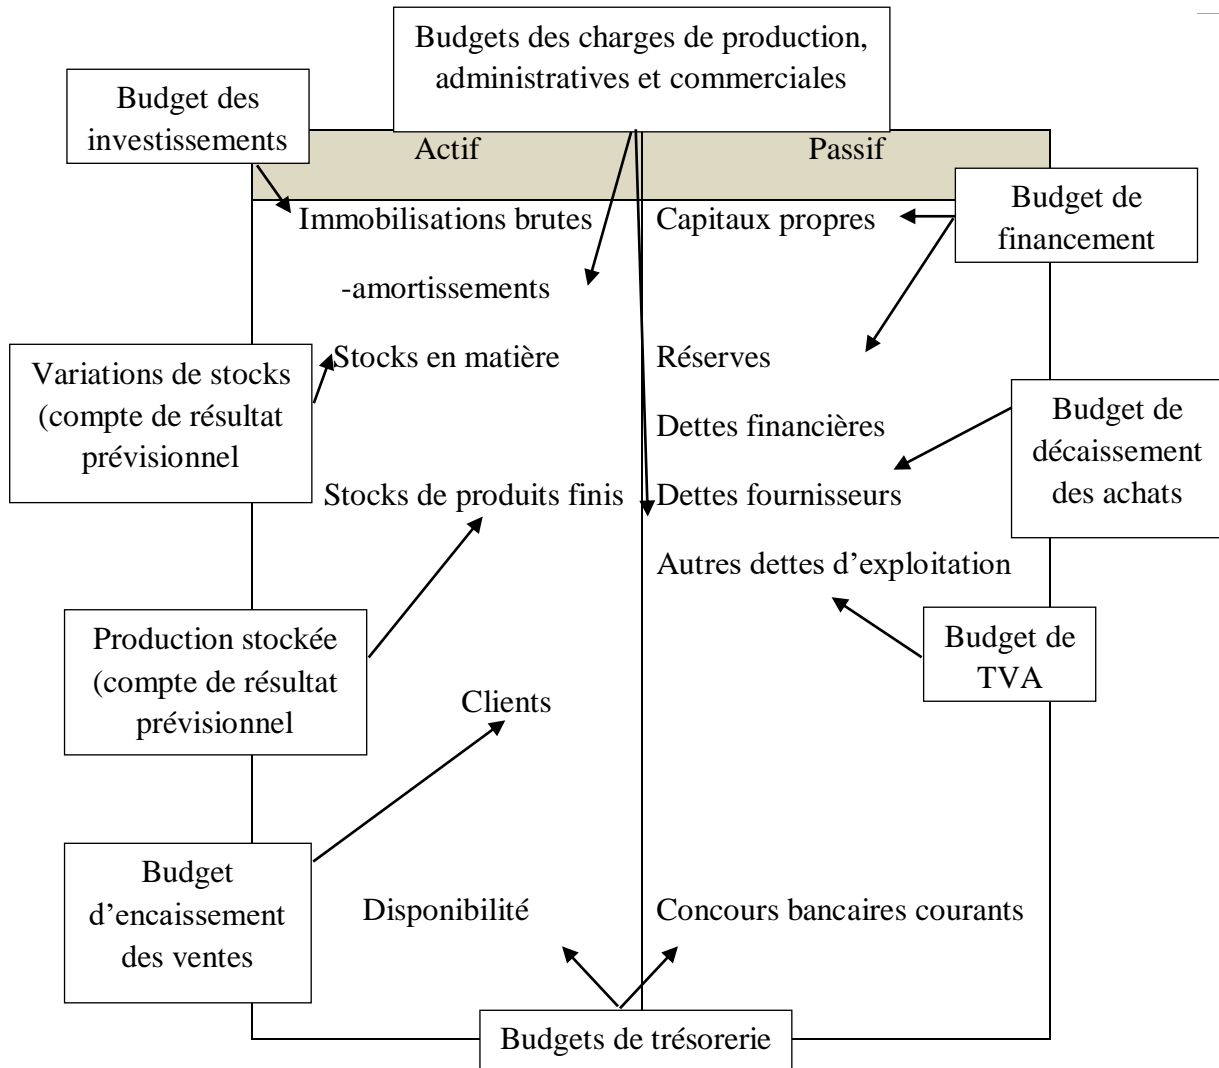 Budgets des charges de production,
administratives et commerciales
Budget des
investissements
Actif
Passif
Immobilisations brutes
Capitaux propres
Budget de
financement
-amortissements
Stocks en matière
Réserves
Variations de stocks
(compte de résultat
prévisionnel
Dettes financières
Budget de
décaissement
des achats
Stocks de produits finis
Dettes fournisseurs
Autres dettes d’exploitation
Production stockée
(compte de résultat
prévisionnel
Budget de
TVA
Clients
Budget
d’encaissement
des ventes
Disponibilité
Concours bancaires courants
Budgets de trésorerie